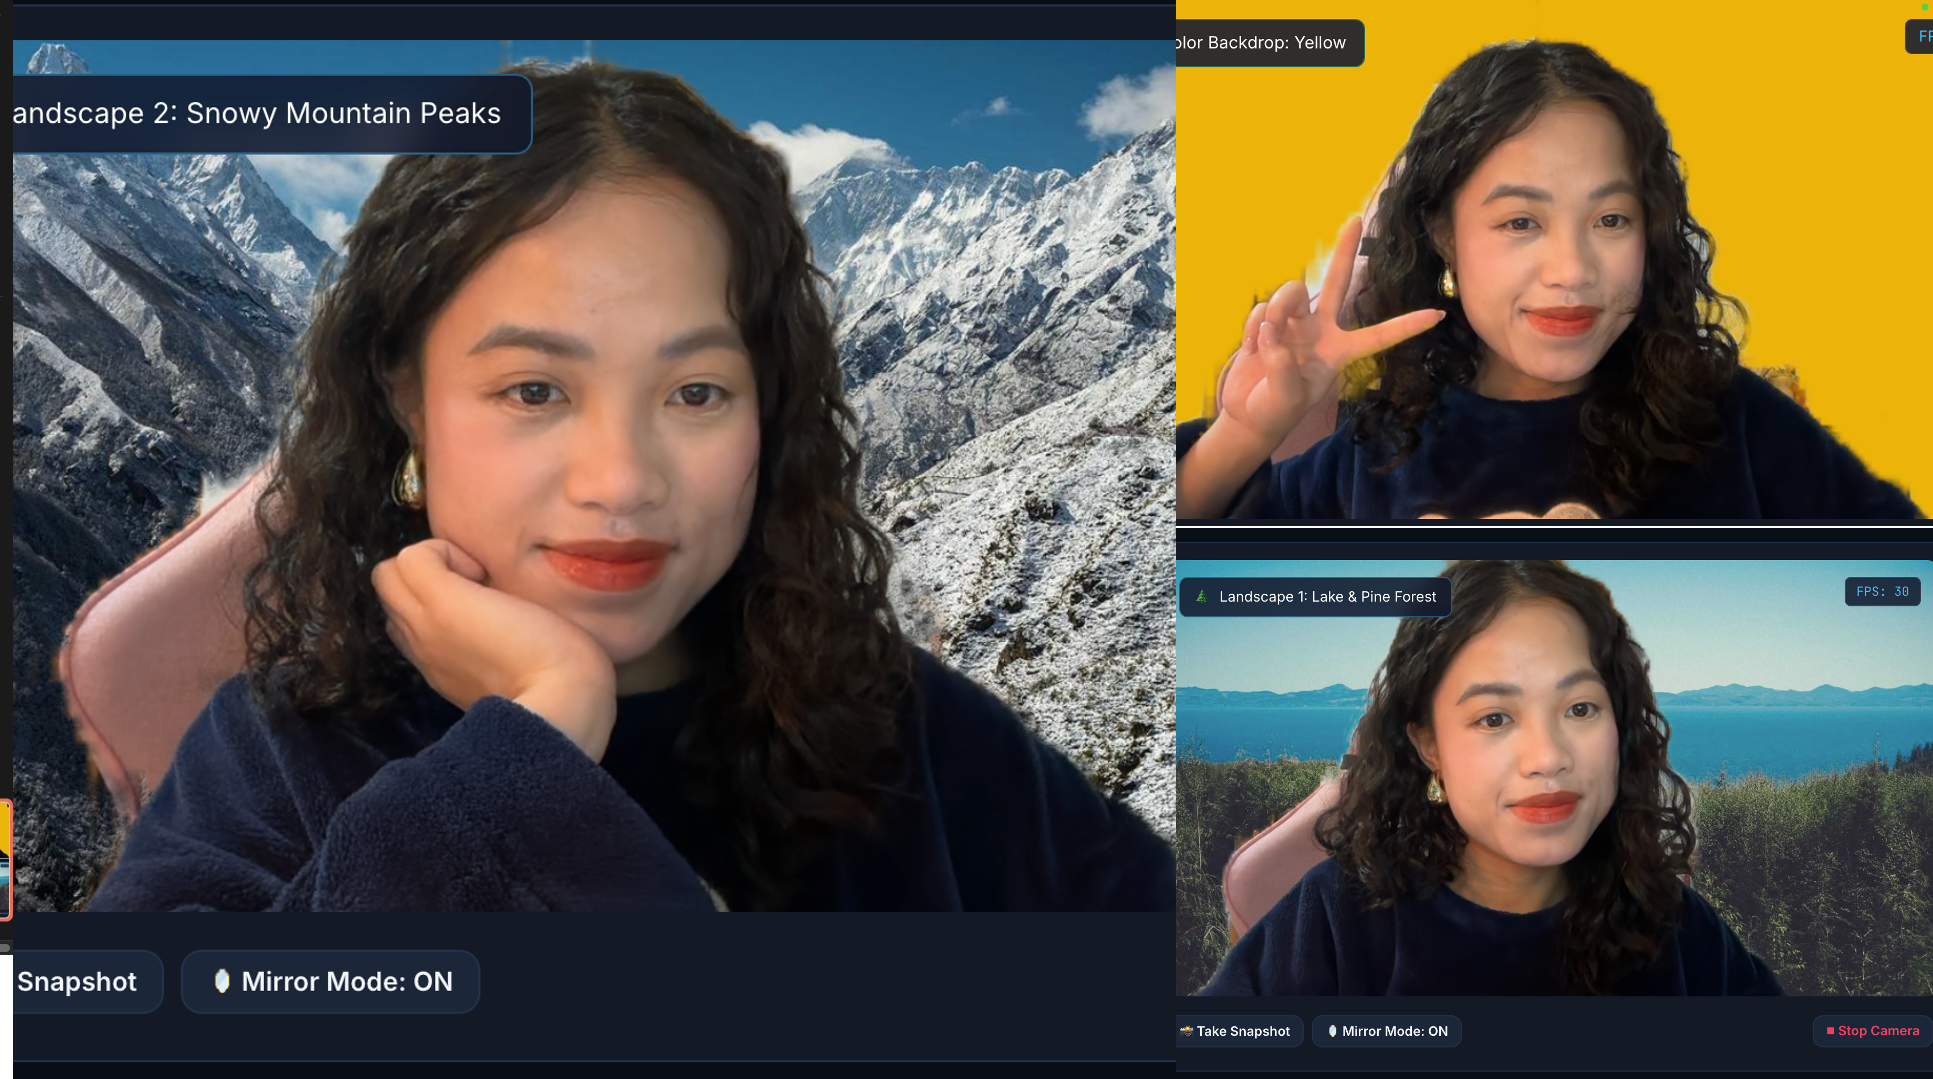 andscape 2: Snowy Mountain Peaks
Snapshot
Mirror Mode: ON
olor Backdrop: Yellow
Landscape 1: Lake & Pine Forest
FPS: 30
Take Snapshot
Mirror Mode: ON
Stop Camera